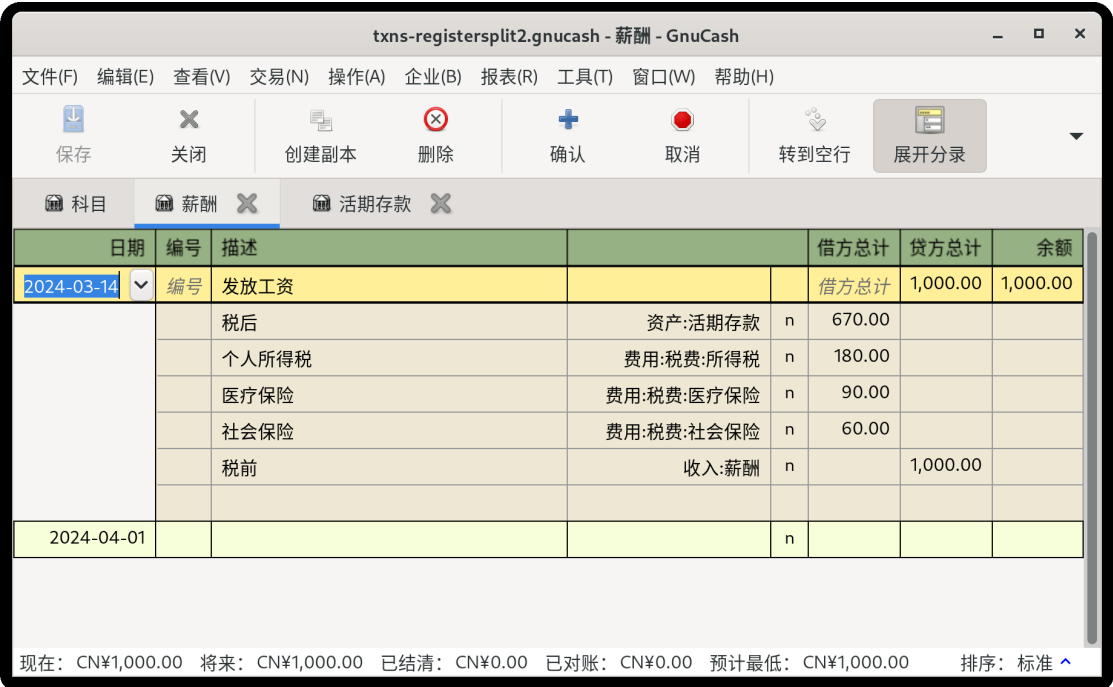 txns-registersplit2.gnucash - 薪酬 - GnuCash
文件(F) 编辑(E) 查看(V) 交易(N) 操作(A) 企业(B) 报表(R) 工具(T) 窗口(W) 帮助(H)
保存 关闭 创建副本 删除 确认 取消 转到空行 展开分录
科目 薪酬 活期存款
日期 编号 描述 借方总计 贷方总计 余额
2024-03-14 编号 发放工资 借方总计 1,000.00 1,000.00
税后 资产:活期存款 n 670.00
个人所得税 费用:税费:所得税 n 180.00
医疗保险 费用:税费:医疗保险 n 90.00
社会保险 费用:税费:社会保险 n 60.00
税前 收入:薪酬 n 1,000.00
2024-04-01 n
现在: CN¥1,000.00 将来: CN¥1,000.00 已结清: CN¥0.00 已对账: CN¥0.00 预计最低: CN¥1,000.00 排序: 标准